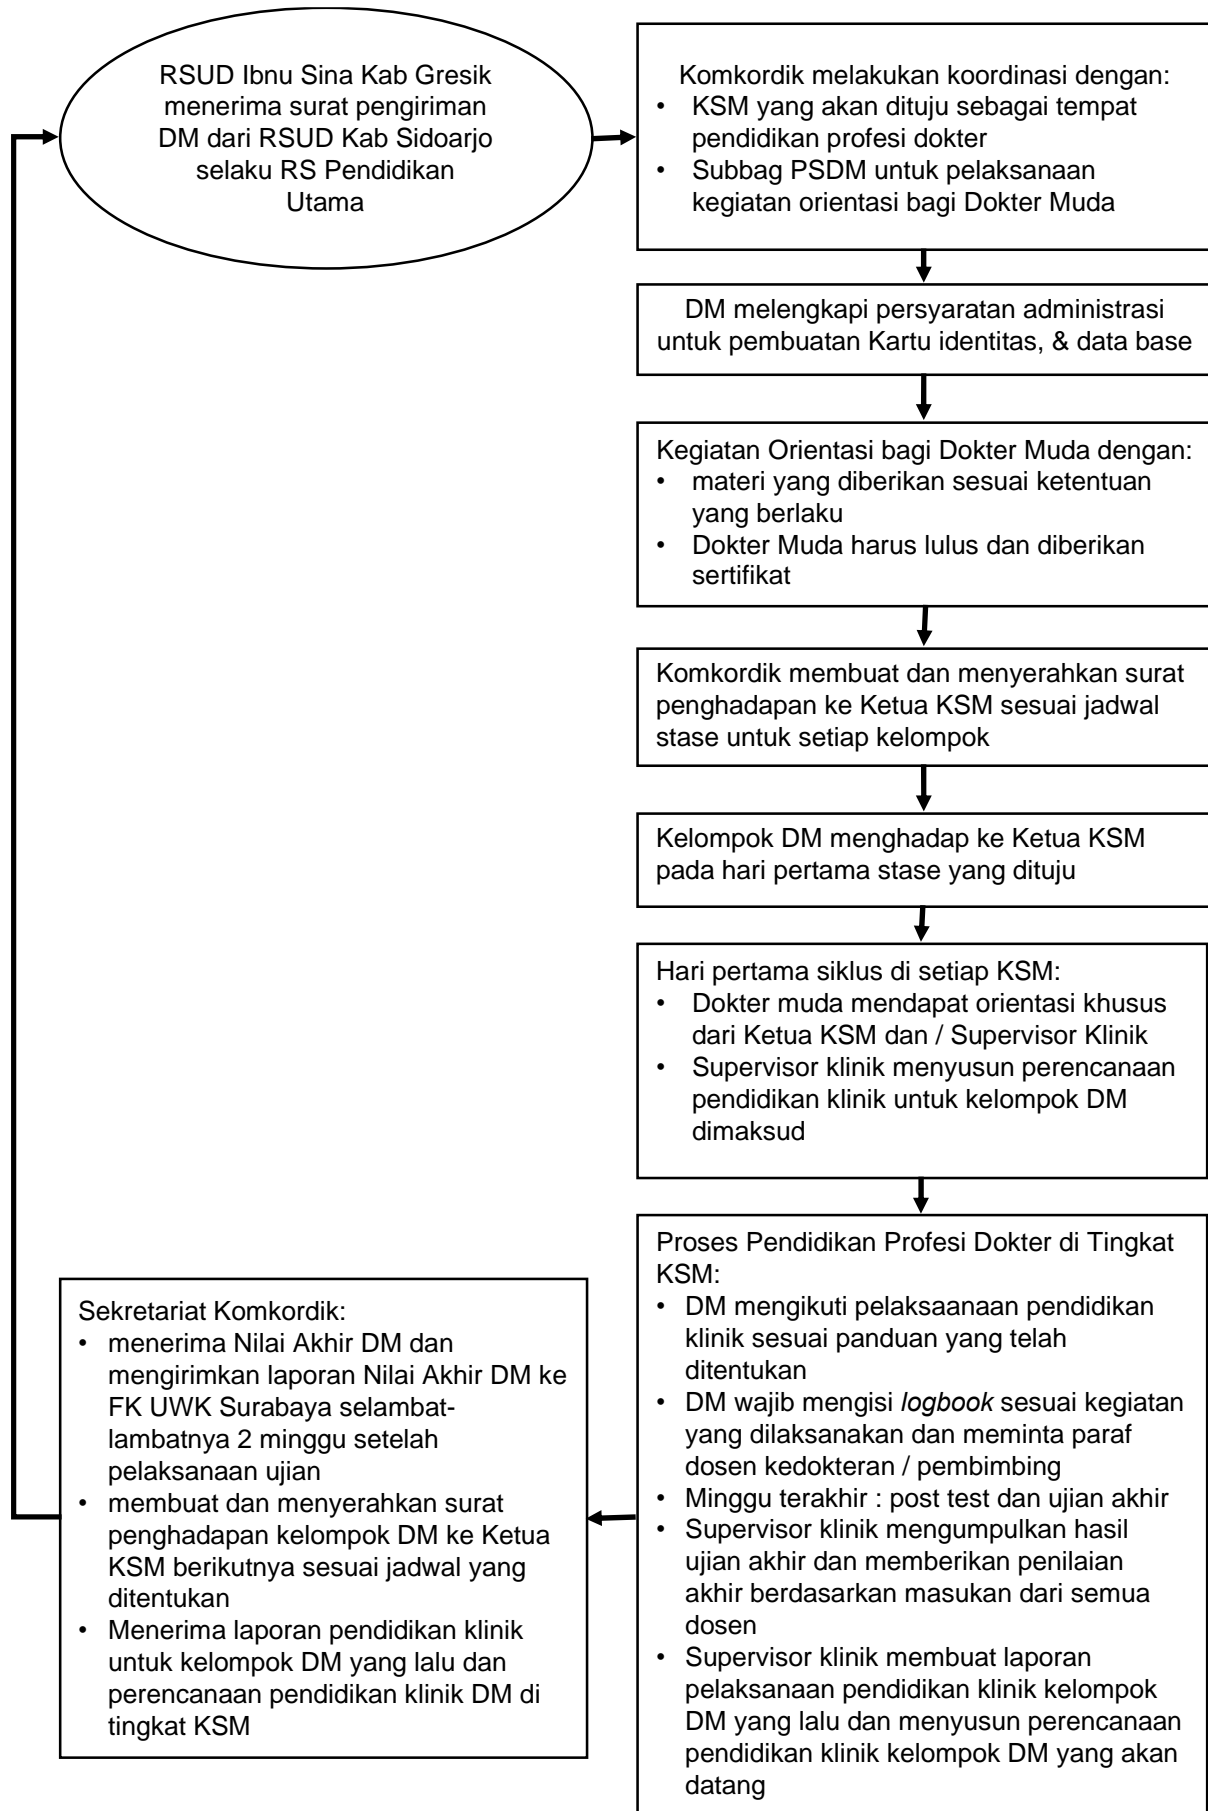 RSUD Ibnu Sina Kab Gresik
menerima surat pengiriman
DM dari RSUD Kab Sidoarjo
selaku RS Pendidikan
Utama
Komkordik melakukan koordinasi dengan:
• KSM yang akan dituju sebagai tempat
pendidikan profesi dokter
• Subbag PSDM untuk pelaksanaan
kegiatan orientasi bagi Dokter Muda
DM melengkapi persyaratan administrasi
untuk pembuatan Kartu identitas, & data base
Kegiatan Orientasi bagi Dokter Muda dengan:
• materi yang diberikan sesuai ketentuan
yang berlaku
• Dokter Muda harus lulus dan diberikan
sertifikat
Komkordik membuat dan menyerahkan surat
penghadapan ke Ketua KSM sesuai jadwal
stase untuk setiap kelompok
Kelompok DM menghadap ke Ketua KSM
pada hari pertama stase yang dituju
Hari pertama siklus di setiap KSM:
• Dokter muda mendapat orientasi khusus
dari Ketua KSM dan / Supervisor Klinik
• Supervisor klinik menyusun perencanaan
pendidikan klinik untuk kelompok DM
dimaksud
Proses Pendidikan Profesi Dokter di Tingkat
KSM:
• DM mengikuti pelaksaanaan pendidikan
klinik sesuai panduan yang telah
ditentukan
• DM wajib mengisi logbook sesuai kegiatan
yang dilaksanakan dan meminta paraf
dosen kedokteran / pembimbing
• Minggu terakhir : post test dan ujian akhir
• Supervisor klinik mengumpulkan hasil
ujian akhir dan memberikan penilaian
akhir berdasarkan masukan dari semua
dosen
• Supervisor klinik membuat laporan
pelaksanaan pendidikan klinik kelompok
DM yang lalu dan menyusun perencanaan
pendidikan klinik kelompok DM yang akan
datang
Sekretariat Komkordik:
• menerima Nilai Akhir DM dan
mengirimkan laporan Nilai Akhir DM ke
FK UWK Surabaya selambat-
lambatnya 2 minggu setelah
pelaksanaan ujian
• membuat dan menyerahkan surat
penghadapan kelompok DM ke Ketua
KSM berikutnya sesuai jadwal yang
ditentukan
• Menerima laporan pendidikan klinik
untuk kelompok DM yang lalu dan
perencanaan pendidikan klinik DM di
tingkat KSM